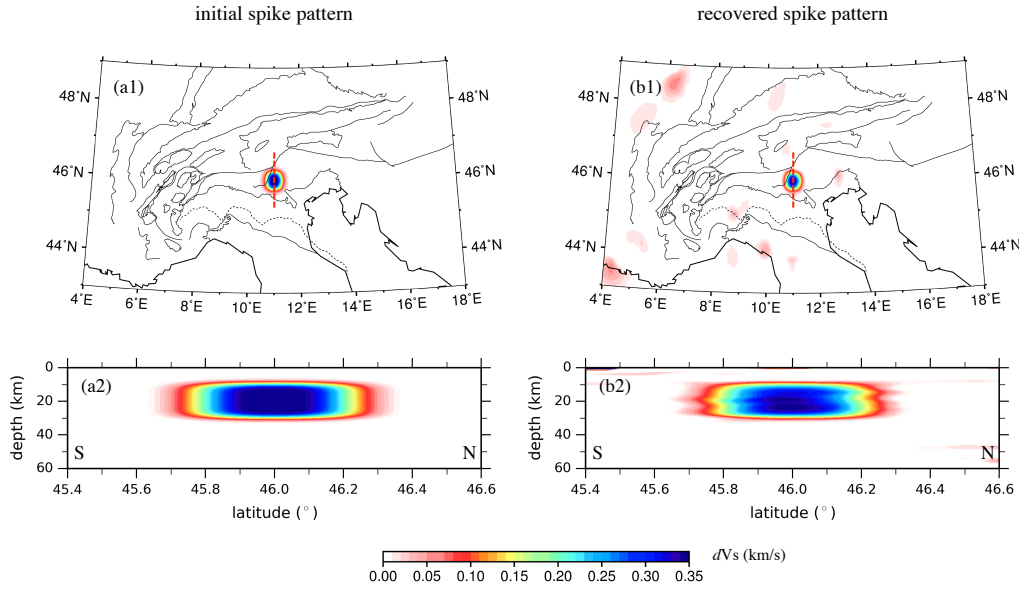 initial spike pattern
recovered spike pattern
(a1)
48˚N
46˚N
44˚N
48˚N
46˚N
44˚N
4˚E 6˚E 8˚E 10˚E 12˚E 14˚E 16˚E 18˚E
(b1)
48˚N
46˚N
44˚N
48˚N
46˚N
44˚N
4˚E 6˚E 8˚E 10˚E 12˚E 14˚E 16˚E 18˚E
(a2)
depth (km)
0
20
40
60
S
N
45.4 45.6 45.8 46.0 46.2 46.4 46.6
latitude (°)
(b2)
depth (km)
0
20
40
60
0
20
40
60
S
N
45.4 45.6 45.8 46.0 46.2 46.4 46.6
latitude (°)
dVs (km/s)
0.00 0.05 0.10 0.15 0.20 0.25 0.30 0.35